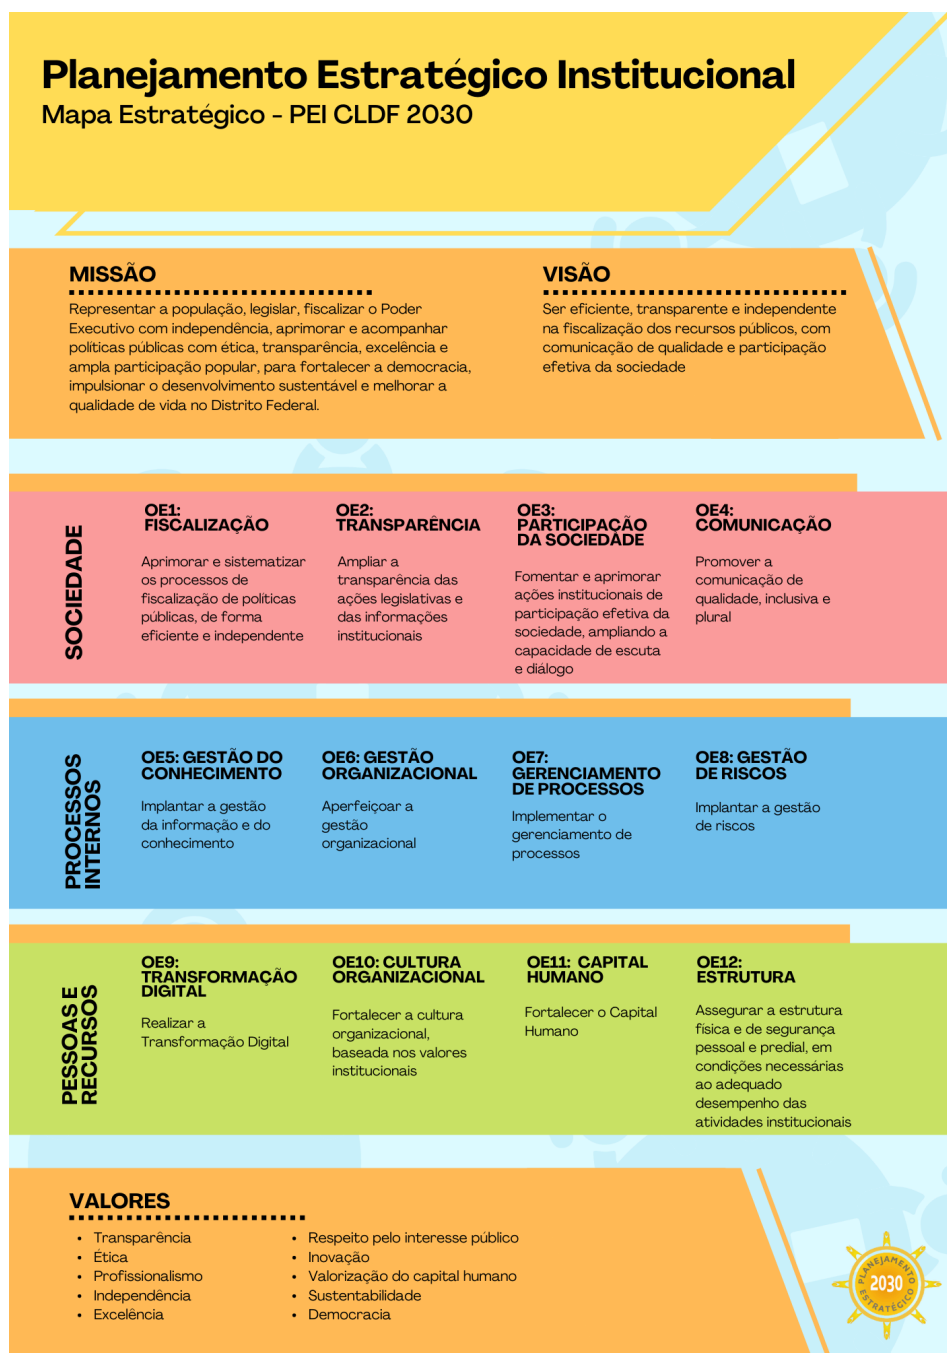 Planejamento Estratégico Institucional
Mapa Estratégico - PEI CLDF 2030
MISSÃO
Representar a população, legislar, fiscalizar o Poder
Executivo com independência, aprimorar e acompanhar
políticas públicas com ética, transparência, excelência e
ampla participação popular, para fortalecer a democracia,
impulsionar o desenvolvimento sustentável e melhorar a
qualidade de vida no Distrito Federal.
VISÃO
Ser eficiente, transparente e independente
na fiscalização dos recursos públicos, com
comunicação de qualidade e participação
efetiva da sociedade
SOCIEDADE
OE1:
FISCALIZAÇÃO
Aprimorar e sistematizar
os processos de
fiscalização de políticas
públicas, de forma
eficiente e independente
OE2:
TRANSPARÊNCIA
Ampliar a
transparência das
ações legislativas e
das informações
institucionais
OE3:
PARTICIPAÇÃO
DA SOCIEDADE
Fomentar e aprimorar
ações institucionais de
participação efetiva da
sociedade, ampliando a
capacidade de escuta
e diálogo
OE4:
COMUNICAÇÃO
Promover a
comunicação de
qualidade, inclusiva e
plural
PROCESSOS
INTERNOS
OE5: GESTÃO DO
CONHECIMENTO
Implantar a gestão
da informação e do
conhecimento
OE6: GESTÃO
ORGANIZACIONAL
Aperfeiçoar a
gestão
organizacional
OE7:
GERENCIAMENTO
DE PROCESSOS
Implementar o
gerenciamento de
processos
OE8: GESTÃO
DE RISCOS
Implantar a gestão
de riscos
PESSOAS E
RECURSOS
OE9:
TRANSFORMAÇÃO
DIGITAL
Realizar a
Transformação Digital
OE10: CULTURA
ORGANIZACIONAL
Fortalecer a cultura
organizacional,
baseada nos valores
institucionais
OE11: CAPITAL
HUMANO
Fortalecer o Capital
Humano
OE12:
ESTRUTURA
Assegurar a estrutura
física e de segurança
pessoal e predial, em
condições necessárias
ao adequado
desempenho das
atividades institucionais
VALORES
• Transparência
• Ética
• Profissionalismo
• Independência
• Excelência
• Respeito pelo interesse público
• Inovação
• Valorização do capital humano
• Sustentabilidade
• Democracia
PLANEJAMENTO
2030
ESTRATÉGICO